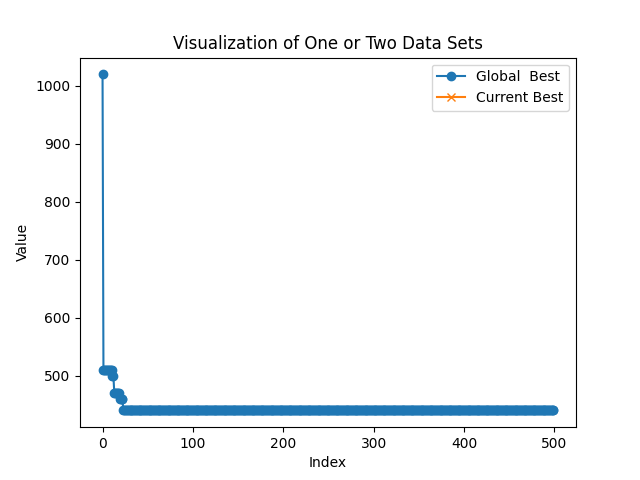 Visualization of One or Two Data Sets
Global  Best
Current Best
1000
900
800
700
600
500
Value
0
100
200
300
400
500
Index